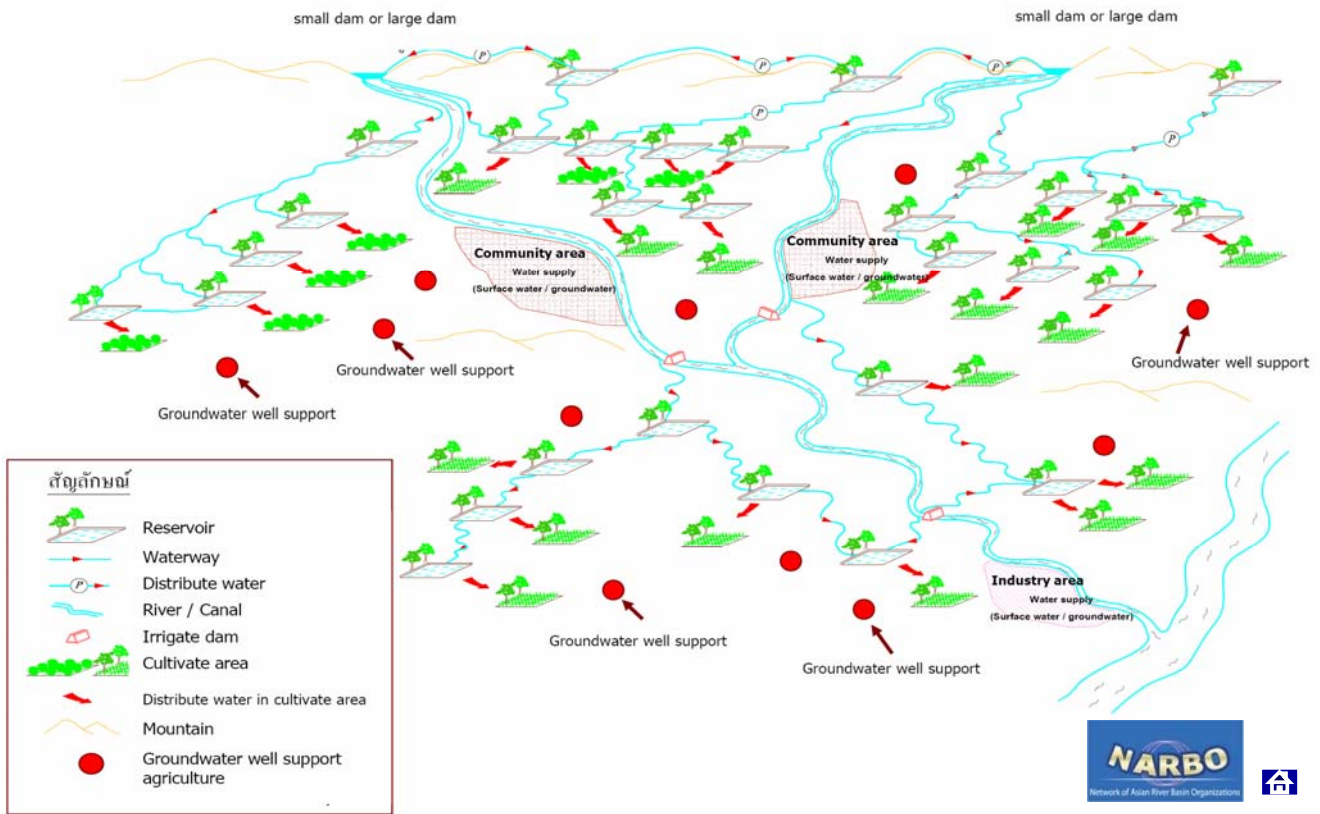 small dam or large dam
small dam or large dam
P
P
P
P
P
P
Community area
Water supply
(Surface water / groundwater)
Community area
Water supply
(Surface water / groundwater)
Groundwater well support
Groundwater well support
Groundwater well support
สัญลักษณ์
Reservoir
Waterway
P
Distribute water
River / Canal
Irrigate dam
Cultivate area
Distribute water in cultivate area
Mountain
Groundwater well support
agriculture
Industry area
Water supply
(Surface water / groundwater)
Groundwater well support
Groundwater well support
NARBO
Network of Asian River Basin Organizations